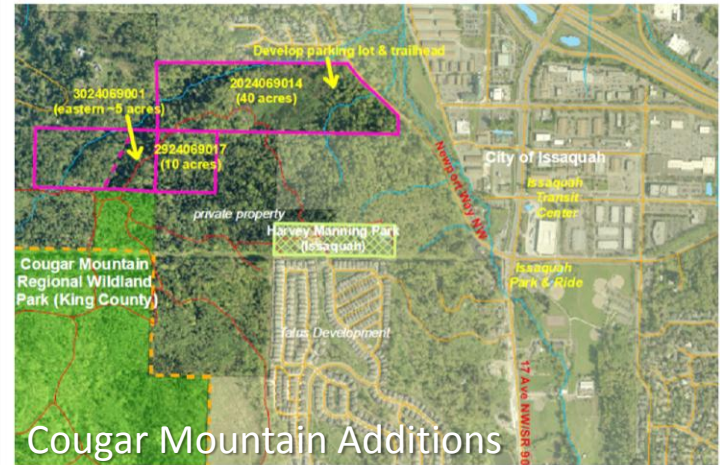 Develop parking lot & trailhead
3024069001
(eastern ~5 acres)
2024069014
(40 acres)
2924069017
(10 acres)
Newport Way NW
City of Issaquah
Issaquah
Transit
Center
private property
Harvey Manning Park
(Issaquah)
Cougar Mountain
Regional Wildland
Park (King County)
Issaquah
Park & Ride
Talus Development
17 Ave NW/SR 90
Cougar Mountain Additions